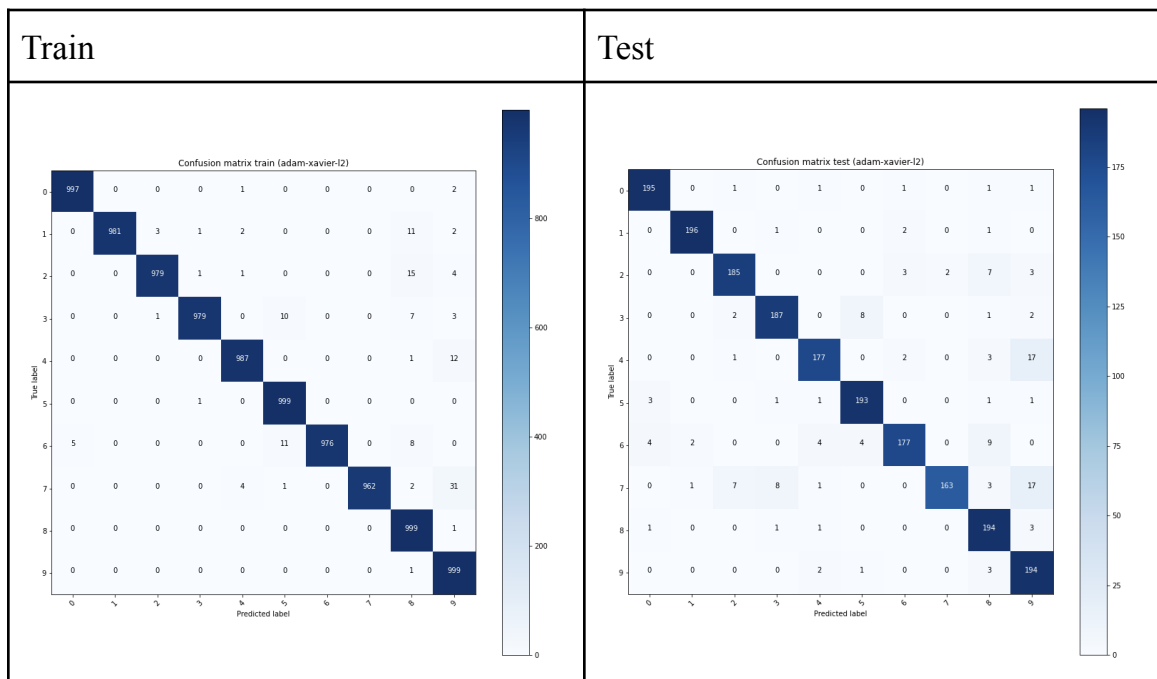 Train
Test
Confusion matrix train (adam-xavier-l2)
0 997 0 0 0 1 0 0 0 0 2
1 0 981 3 1 2 0 0 0 11 2
2 0 0 979 1 1 0 0 0 15 4
3 0 0 1 979 0 10 0 0 7 3
4 0 0 0 0 987 0 0 0 1 12
5 0 0 0 1 0 999 0 0 0 0
6 5 0 0 0 0 11 976 0 8 0
7 0 0 0 0 4 1 0 962 2 31
8 0 0 0 0 0 0 0 0 999 1
9 0 0 0 0 0 0 0 0 1 999
True label
0 1 2 3 4 5 6 7 8 9
Predicted label
800
600
400
200
0
Confusion matrix test (adam-xavier-l2)
0 195 0 1 0 1 0 1 0 1 1
1 0 196 0 1 0 0 2 0 1 0
2 0 0 185 0 0 0 3 2 7 3
3 0 0 2 187 0 8 0 0 1 2
4 0 0 1 0 177 0 2 0 3 17
5 3 0 0 1 1 193 0 0 1 1
6 4 2 0 0 4 4 177 0 9 0
7 0 1 7 8 1 0 0 163 3 17
8 1 0 0 1 1 0 0 0 194 3
9 0 0 0 0 2 1 0 0 3 194
True label
0 1 2 3 4 5 6 7 8 9
Predicted label
175
150
125
100
75
50
25
0